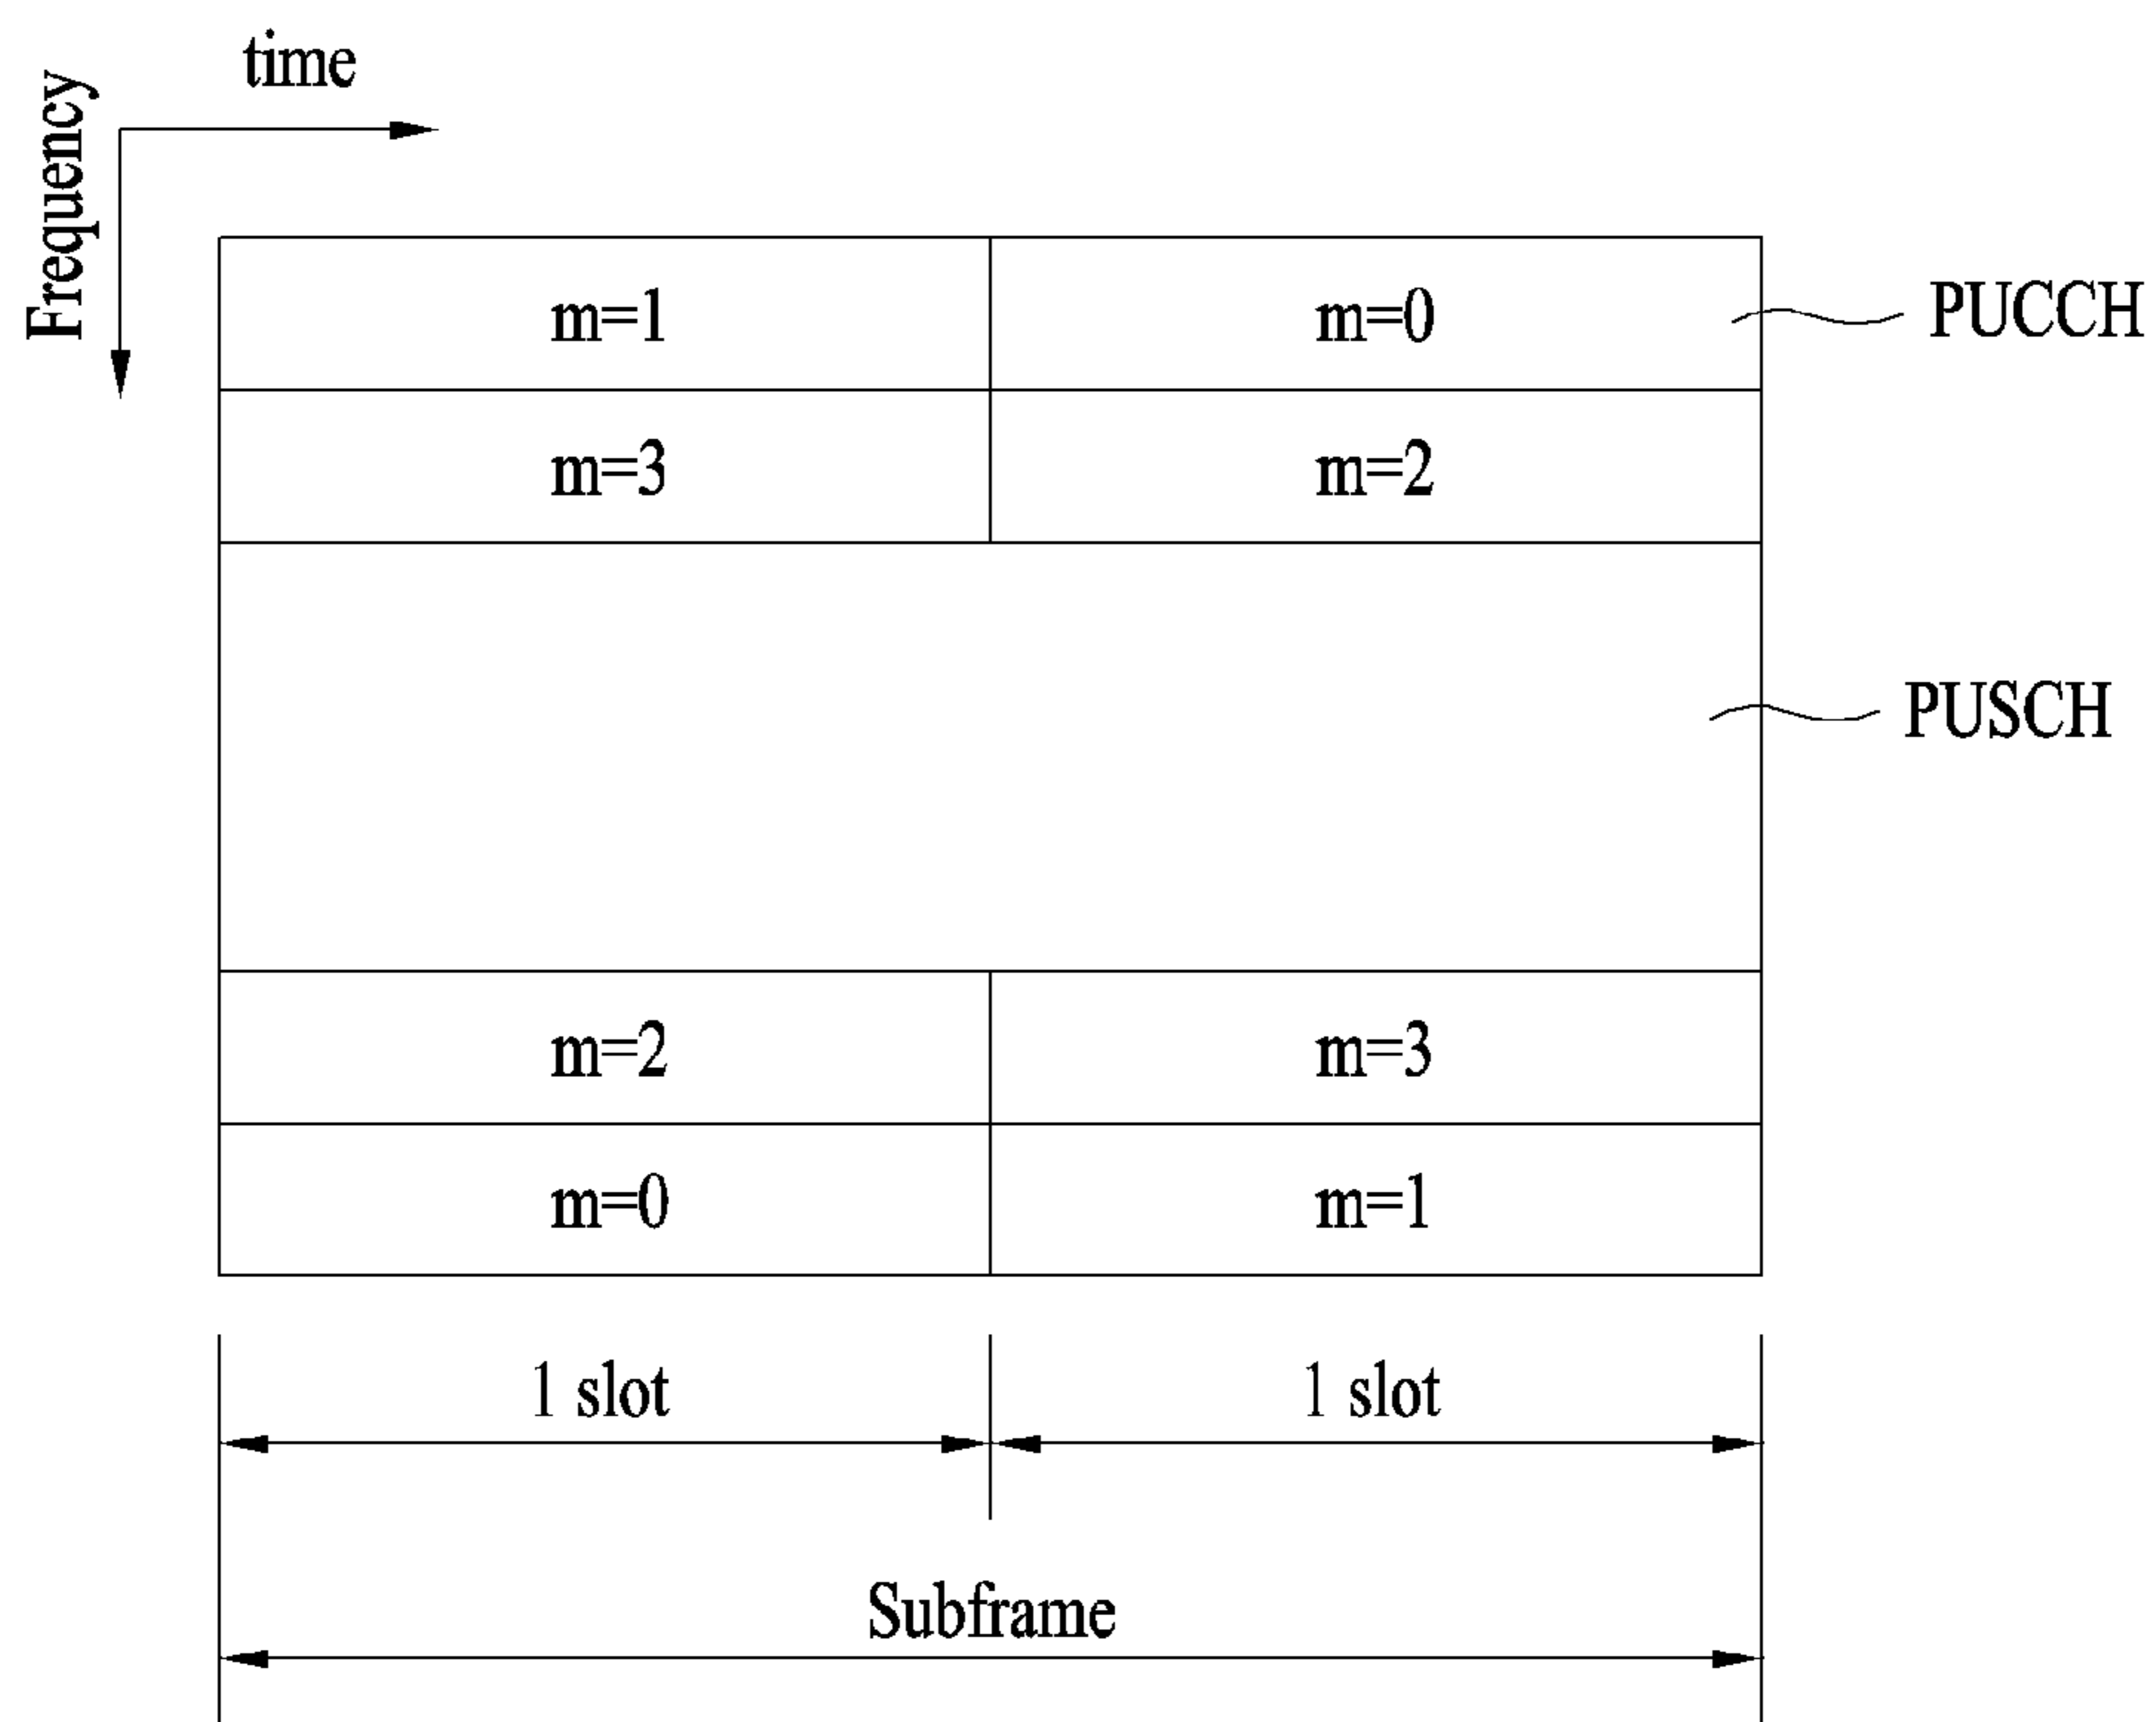 time
Frequency
m=1 m=0 PUCCH
m=3 m=2
PUSCH
m=2 m=3
m=0 m=1
1 slot 1 slot
Subframe